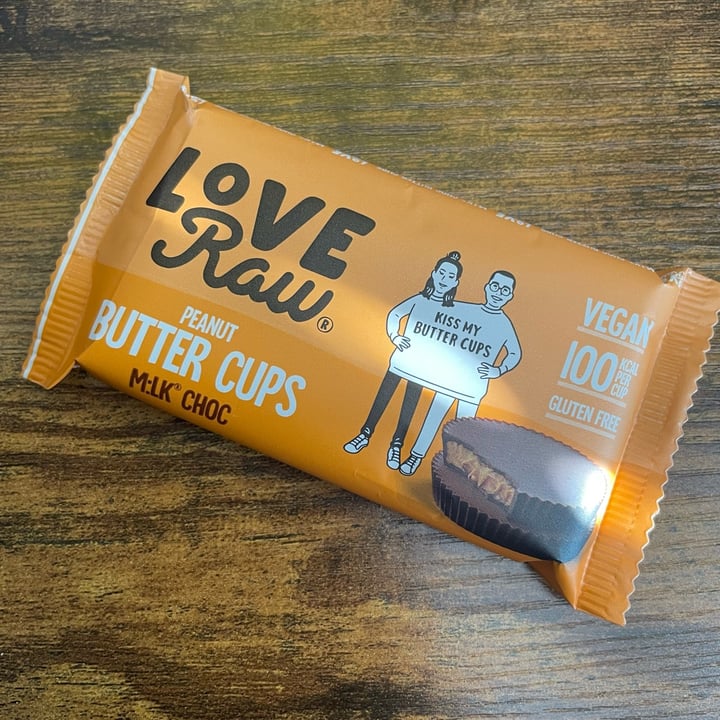 LOVE
Raw®
PEANUT
BUTTER CUPS
M:LK® CHOC
KISS MY
BUTTER CUPS
VEGAN
100 KCAL
PER
CUP
GLUTEN FREE